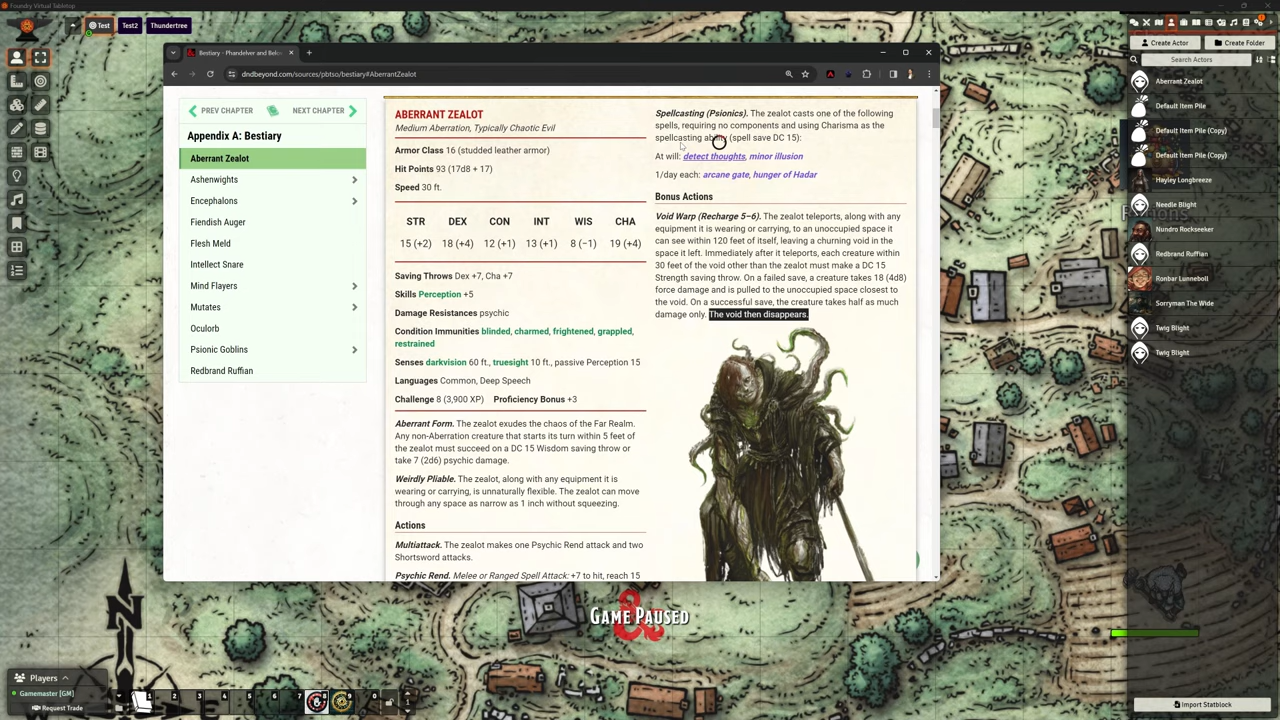 Foundry Virtual Tabletop
Test
Test2
Thundertree
Bestiary - Phandelver and Bel
dndbeyond.com/sources/pbtso/bestiary#AberrantZealot
PREV CHAPTER
NEXT CHAPTER
Appendix A: Bestiary
Aberrant Zealot
Ashenwights
Encephalons
Fiendish Auger
Flesh Meld
Intellect Snare
Mind Flayers
Mutates
Oculorb
Psionic Goblins
Redbrand Ruffian
ABERRANT ZEALOT
Medium Aberration, Typically Chaotic Evil
Armor Class 16 (studded leather armor)
Hit Points 93 (17d8 + 17)
Speed 30 ft.
STR DEX CON INT WIS CHA
15 (+2) 18 (+4) 12 (+1) 13 (+1) 8 (−1) 19 (+4)
Saving Throws Dex +7, Cha +7
Skills Perception +5
Damage Resistances psychic
Condition Immunities blinded, charmed, frightened, grappled,
restrained
Senses darkvision 60 ft., truesight 10 ft., passive Perception 15
Languages Common, Deep Speech
Challenge 8 (3,900 XP) Proficiency Bonus +3
Aberrant Form. The zealot exudes the chaos of the Far Realm.
Any non-Aberration creature that starts its turn within 5 feet of
the zealot must succeed on a DC 15 Wisdom saving throw or
take 7 (2d6) psychic damage.
Weirdly Pliable. The zealot, along with any equipment it is
wearing or carrying, is unnaturally flexible. The zealot can move
through any space as narrow as 1 inch without squeezing.
Actions
Multiattack. The zealot makes one Psychic Rend attack and two
Shortsword attacks.
Psychic Rend. Melee or Ranged Spell Attack: +7 to hit, reach 15
Spellcasting (Psionics). The zealot casts one of the following
spells, requiring no components and using Charisma as the
spellcasting (spell save DC 15):
At will: detect thoughts, minor illusion
1/day each: arcane gate, hunger of Hadar
Bonus Actions
Void Warp (Recharge 5–6). The zealot teleports, along with any
equipment it is wearing or carrying, to an unoccupied space it
can see within 120 feet of itself, leaving a churning void in the
space it left. Immediately after it teleports, each creature within
30 feet of the void other than the zealot must make a DC 15
Strength saving throw. On a failed save, a creature takes 18 (4d8)
force damage and is pulled to the unoccupied space closest to
the void. On a successful save, the creature takes half as much
damage only. The void then disappears.
GAME PAUSED
N
Players
Gamemaster [GM]
Request Trade
1 2 3 4 5 6 7 8 9 0
1
Create Actor
Create Folder
Search Actors
Aberrant Zealot
Default Item Pile
Default Item Pile (Copy)
Default Item Pile (Copy)
Hayley Longbreeze
Needle Blight
Nundro Rockseeker
Redbrand Ruffian
Ronbar Lunneboll
Sorryman The Wide
Twig Blight
Twig Blight
Import Statblock